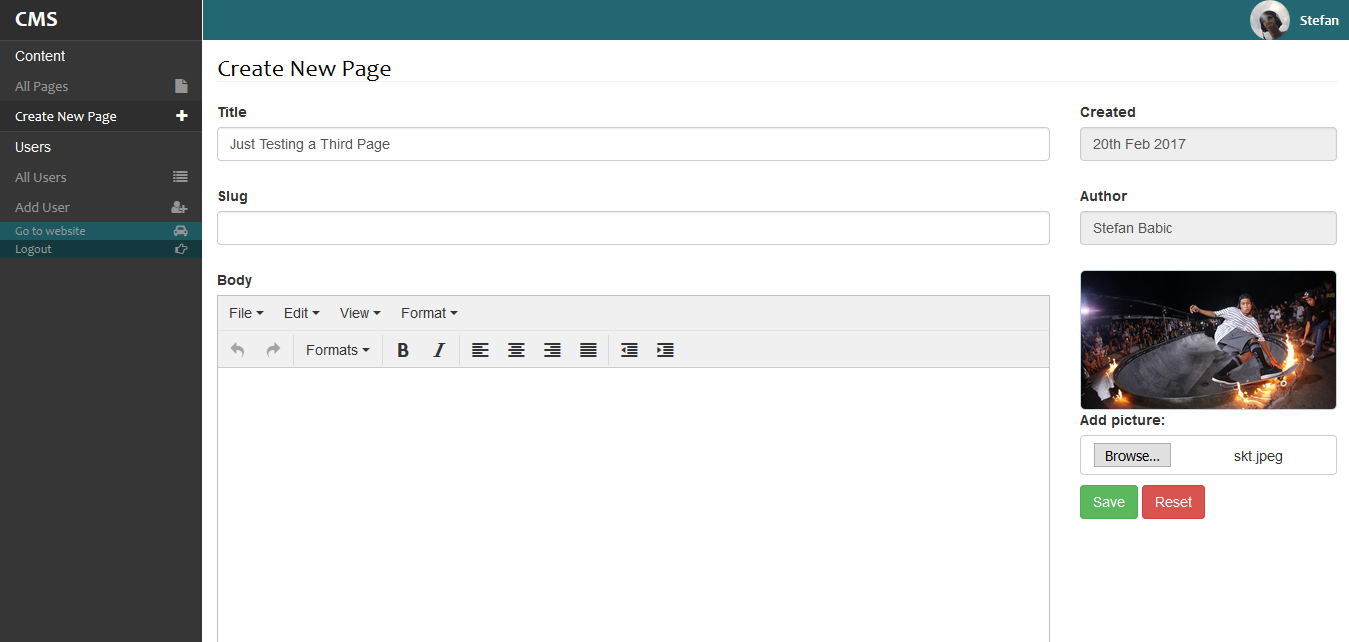 CMS
Stefan
Content
All Pages
Create New Page
Users
All Users
Add User
Go to website
Logout
Create New Page
Title
Just Testing a Third Page
Slug
Body
File Edit View Format
Formats B I
Created
20th Feb 2017
Author
Stefan Babic
Add picture:
Browse... skt.jpeg
Save Reset